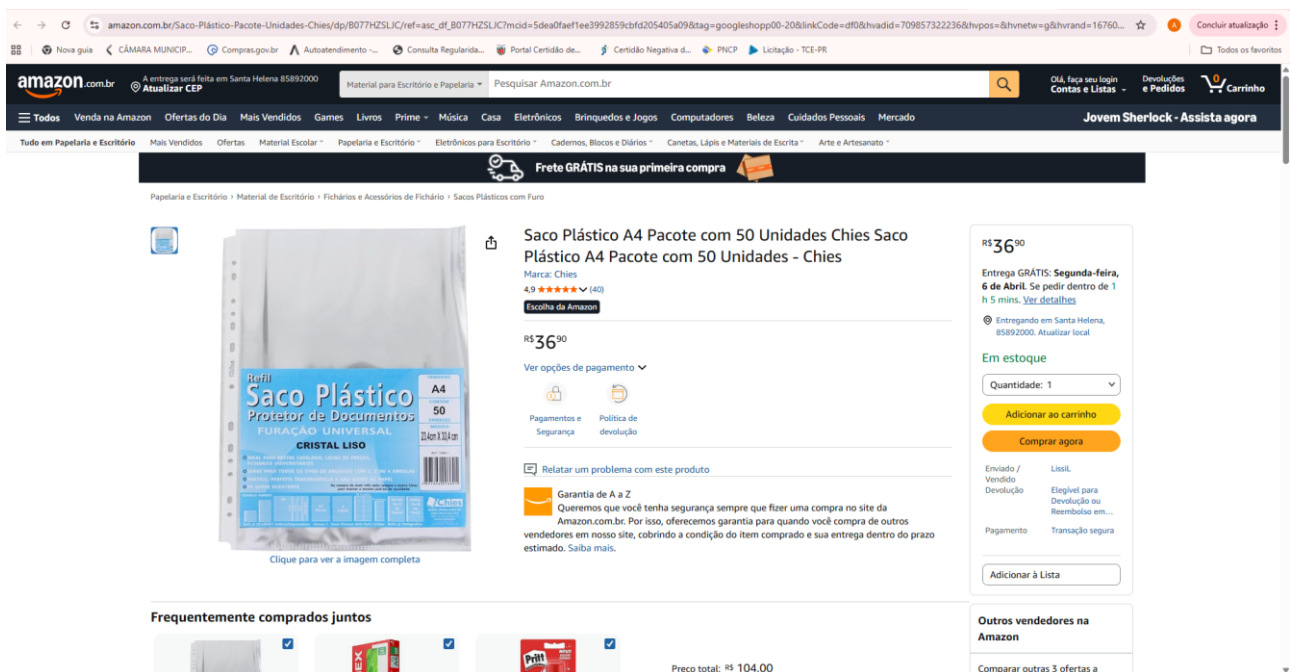 amazon.com.br/Saco-Plástico-Pacote-Unidades-Chies/dp/B077HZSLJC/ref=asc_df_B077HZSLJC?mcid=5dea0faef1ee3992859cbfd205405a09&tag=googleshopp00-20&linkCode=df0&hvadid=709857322236&hvpos=&hvnetw=g&hvrand=16760...
Concluir atualização
Nova guia
CÂMARA MUNICIP...
Compras.gov.br
Autoatendimento -...
Consulta Regularida...
Portal Certidão de...
Certidão Negativa d...
PNCP
Licitação - TCE-PR
Todos os favoritos
amazon.com.br
A entrega será feita em Santa Helena 85892000
Atualizar CEP
Material para Escritório e Papelaria
Pesquisar Amazon.com.br
Olá, faça seu login
Contas e Listas
Devoluções
e Pedidos
0
Carrinho
Todos
Venda na Amazon
Ofertas do Dia
Mais Vendidos
Games
Livros
Prime
Música
Casa
Eletrônicos
Brinquedos e Jogos
Computadores
Beleza
Cuidados Pessoais
Mercado
Jovem Sherlock - Assista agora
Tudo em Papelaria e Escritório
Mais Vendidos
Ofertas
Material Escolar
Papelaria e Escritório
Eletrônicos para Escritório
Cadernos, Blocos e Diários
Canetas, Lápis e Materiais de Escrita
Arte e Artesanato
Frete GRÁTIS na sua primeira compra
Papelaria e Escritório › Material de Escritório › Fichários e Acessórios de Fichário › Sacos Plásticos com Furo
Refil
Saco Plástico
Protetor de Documentos
FURAÇÃO UNIVERSAL
CRISTAL LISO
A4
50
23,4cm X 30,4 cm
Chies
Clique para ver a imagem completa
Saco Plástico A4 Pacote com 50 Unidades Chies Saco
Plástico A4 Pacote com 50 Unidades - Chies
Marca: Chies
4,9 (40)
Escolha da Amazon
R$3690
Ver opções de pagamento
Pagamentos e
Segurança
Política de
devolução
Relatar um problema com este produto
Garantia de A a Z
Queremos que você tenha segurança sempre que fizer uma compra no site da
Amazon.com.br. Por isso, oferecemos garantia para quando você compra de outros
vendedores em nosso site, cobrindo a condição do item comprado e sua entrega dentro do prazo
estimado. Saiba mais.
R$3690
Entrega GRÁTIS: Segunda-feira,
6 de Abril. Se pedir dentro de 1
h 5 mins. Ver detalhes
Entregando em Santa Helena,
85892000. Atualizar local
Em estoque
Quantidade: 1
Adicionar ao carrinho
Comprar agora
Enviado /
Vendido
LissiL
Devolução
Elegível para
Devolução ou
Reembolso em...
Pagamento
Transação segura
Adicionar à Lista
Frequentemente comprados juntos
Pritt
Preço total: R$ 104,00
Outros vendedores na
Amazon
Comparar outras 3 ofertas a